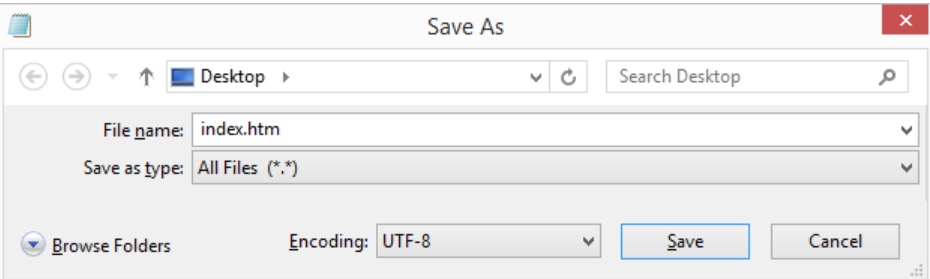 Save As
Desktop
Search Desktop
File name: index.htm
Save as type: All Files (*.*)
Browse Folders Encoding: UTF-8 Save Cancel